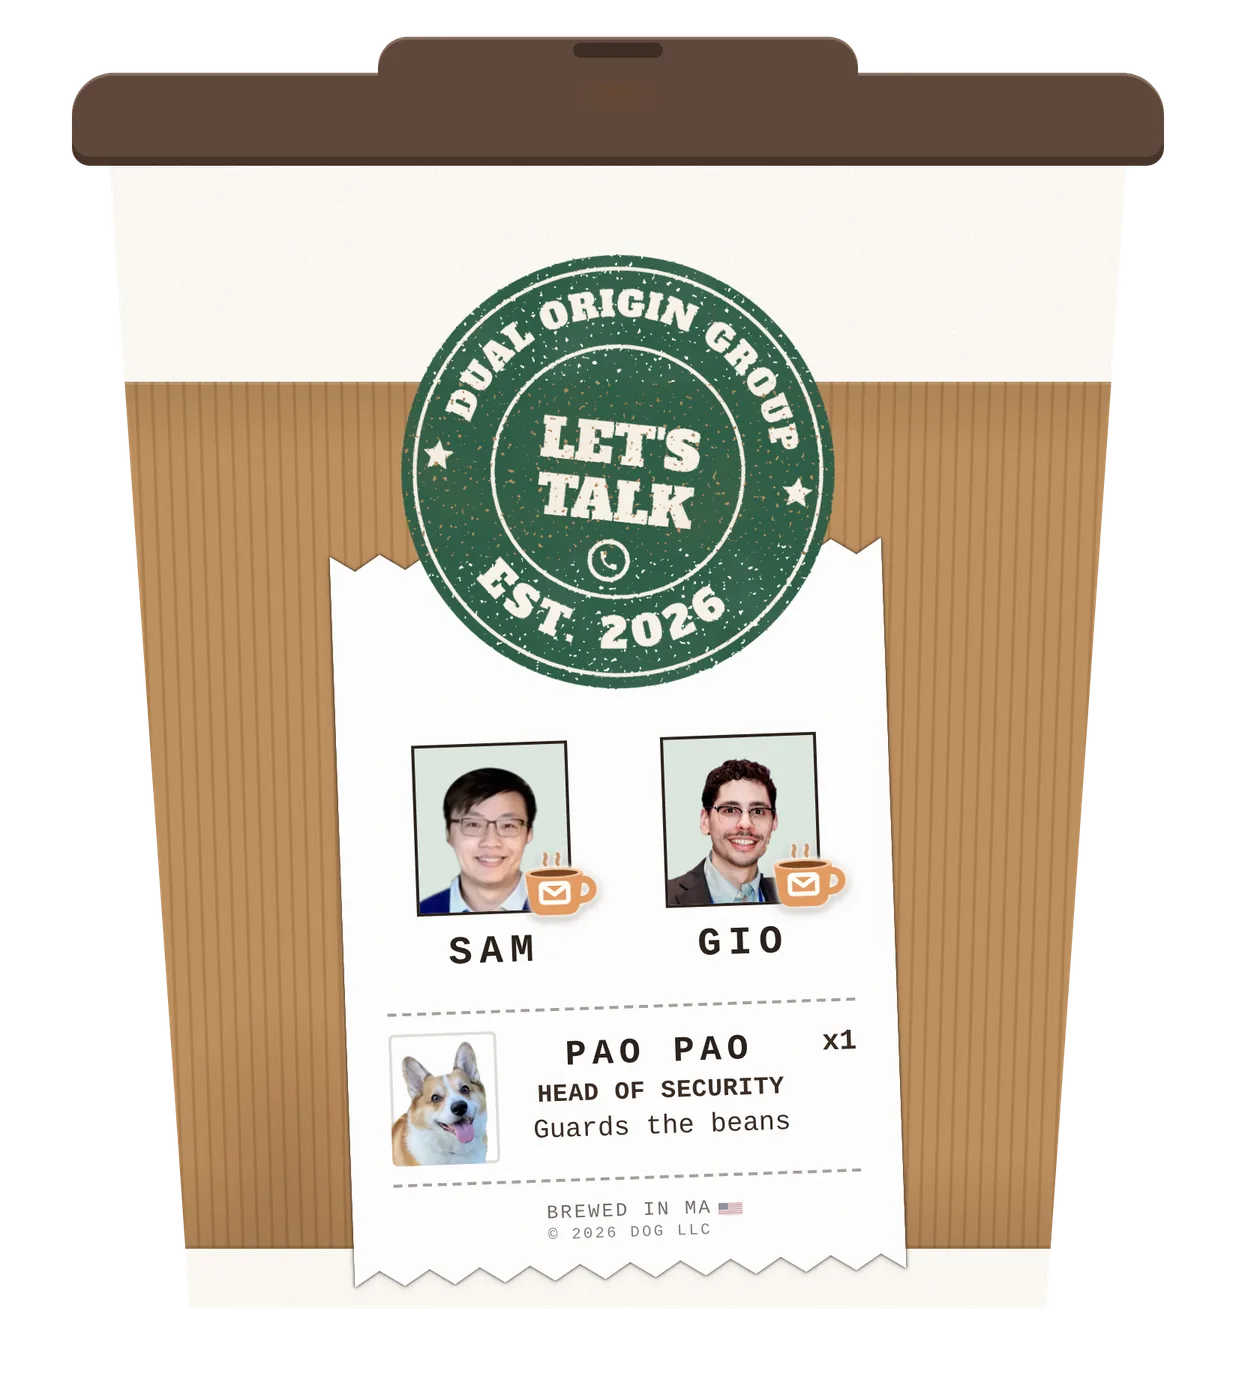 DUAL ORIGIN GROUP
LET'S
TALK
EST. 2026
SAM
GIO
PAO PAO
x1
HEAD OF SECURITY
Guards the beans
BREWED IN MA
© 2026 DOG LLC